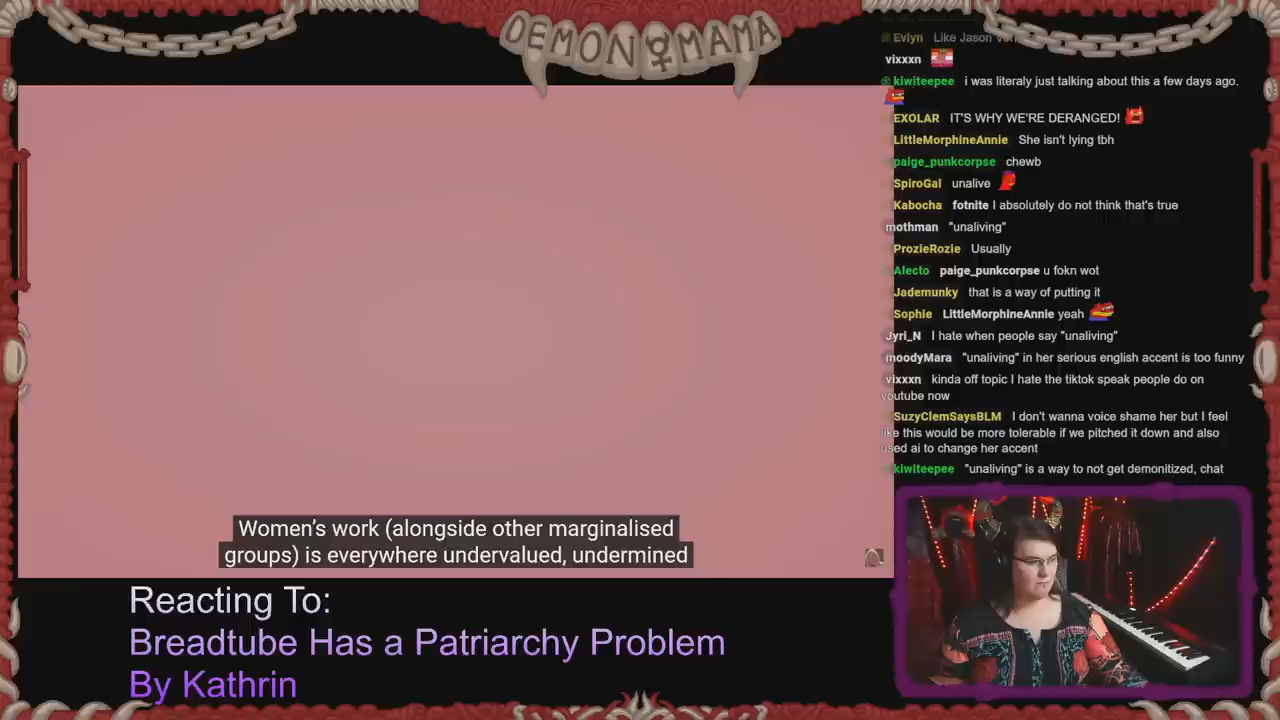 DEMON MAMA
Evlyn Like Jason
vixxxn
kiwiteepee i was literaly just talking about this a few days ago.
EXOLAR IT'S WHY WE'RE DERANGED!
LittleMorphineAnnie She isn't lying tbh
paige_punkcorpse chewb
SpiroGal unalive
Kabocha fotnite I absolutely do not think that's true
mothman "unaliving"
ProzieRozie Usually
Alecto paige_punkcorpse u fokn wot
Jademunky that is a way of putting it
Sophie LittleMorphineAnnie yeah
Jyri_N I hate when people say "unaliving"
moodyMara "unaliving" in her serious english accent is too funny
vixxxn kinda off topic I hate the tiktok speak people do on
youtube now
SuzyClemSaysBLM I don't wanna voice shame her but I feel
like this would be more tolerable if we pitched it down and also
used ai to change her accent
kiwiteepee "unaliving" is a way to not get demonitized, chat
Women's work (alongside other marginalised
groups) is everywhere undervalued, undermined
Reacting To:
Breadtube Has a Patriarchy Problem
By Kathrin